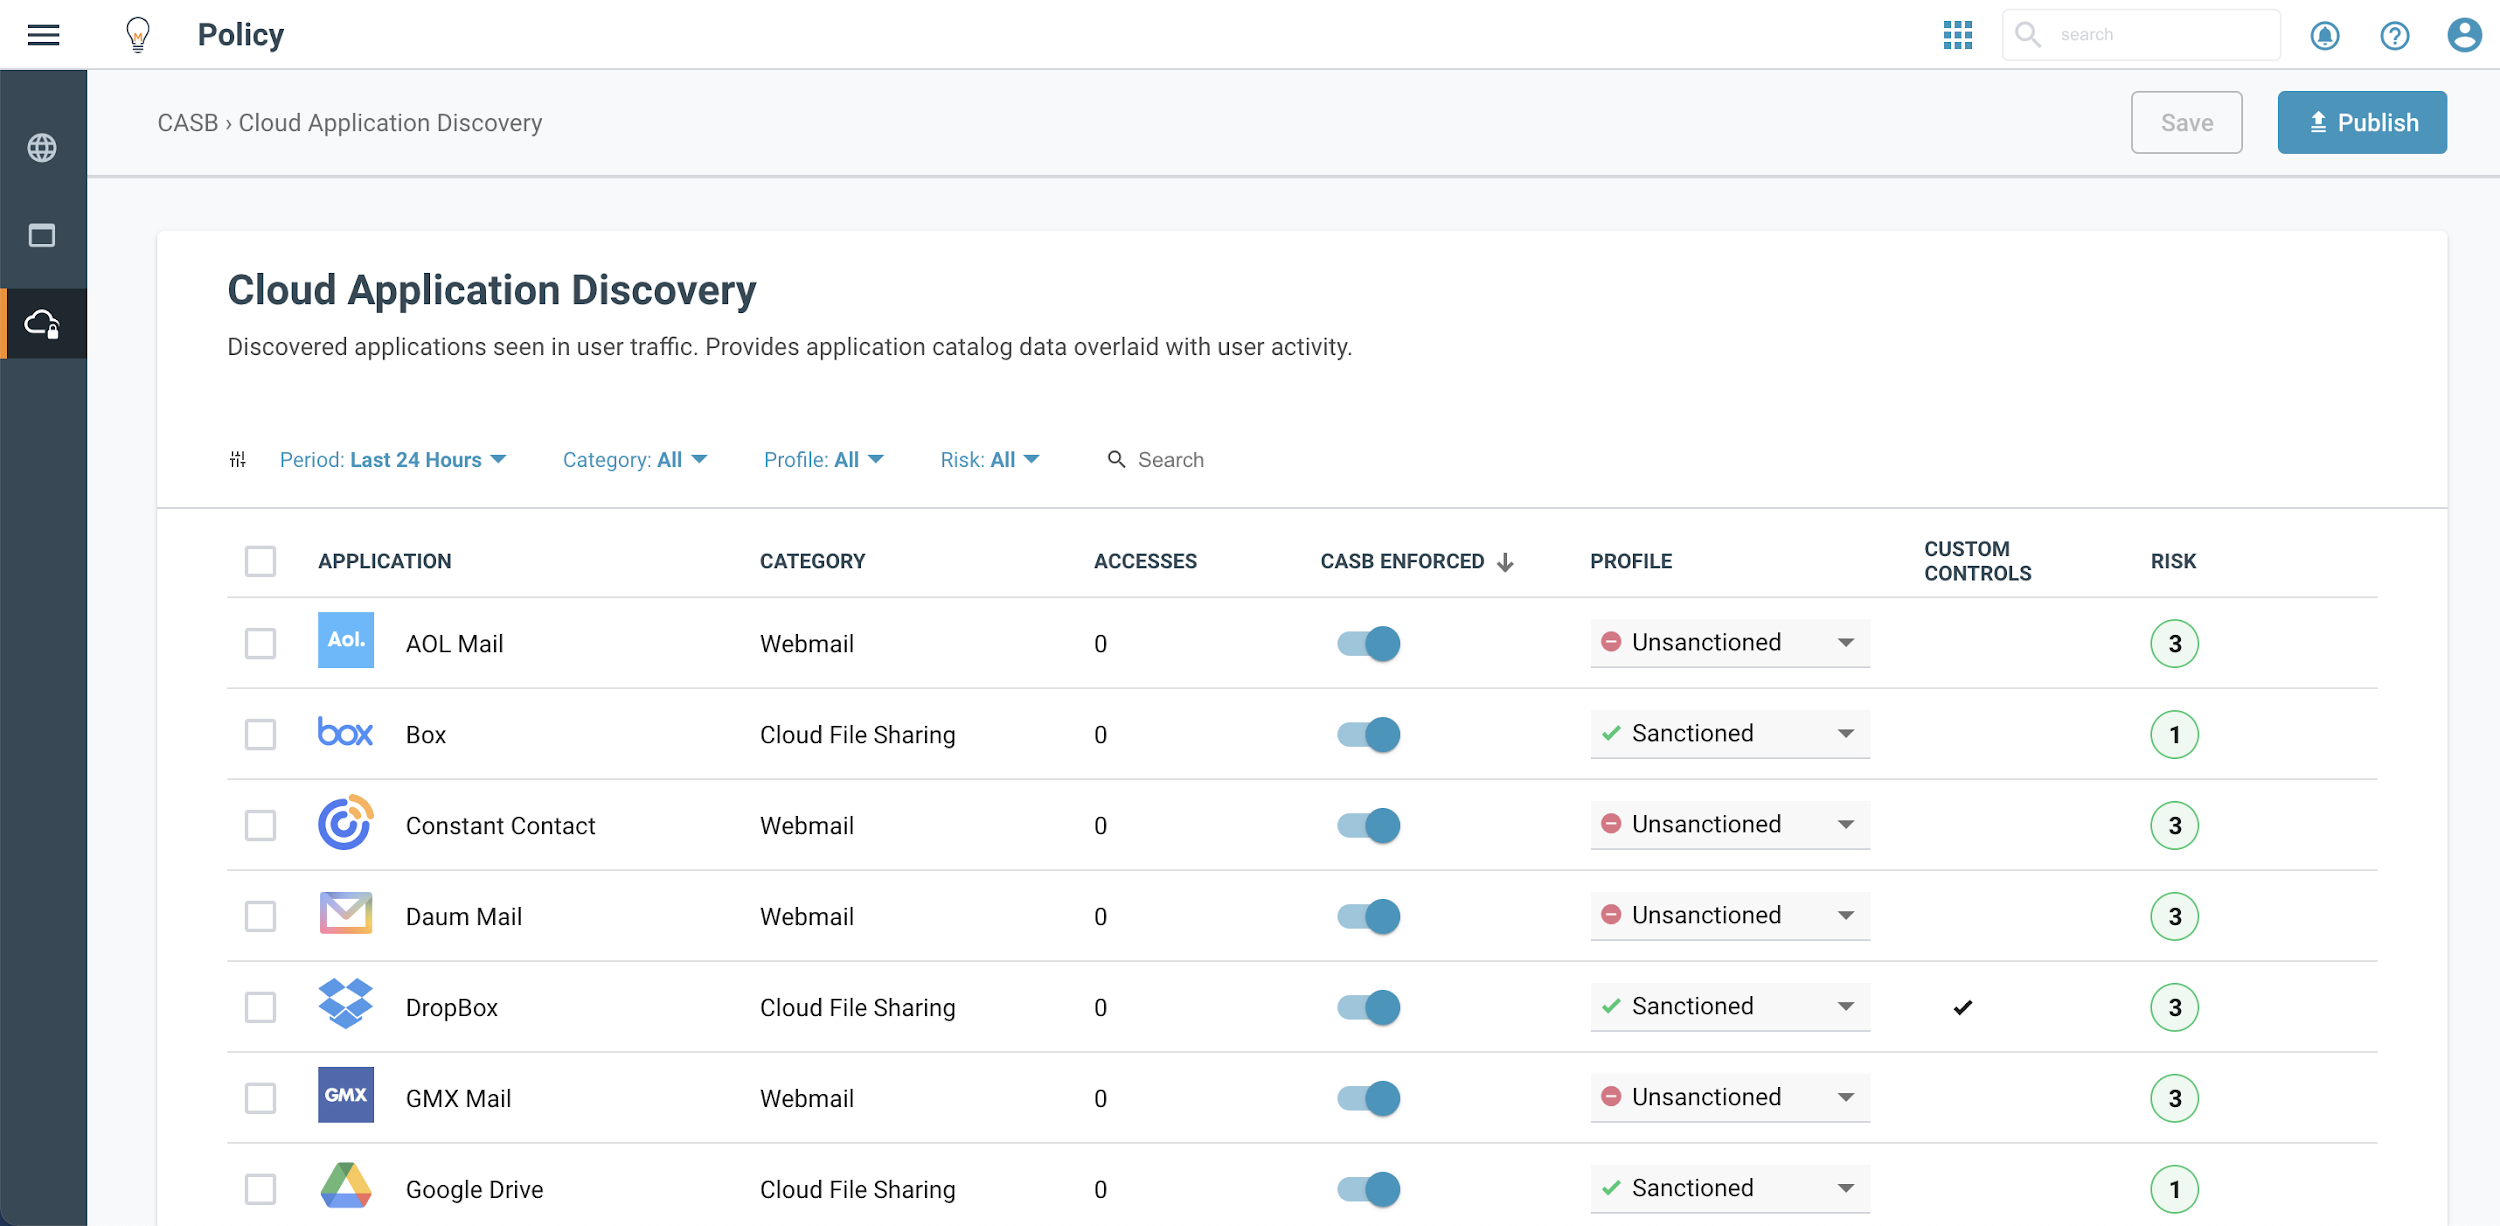 Policy
search
CASB › Cloud Application Discovery
Save
Publish
Cloud Application Discovery
Discovered applications seen in user traffic. Provides application catalog data overlaid with user activity.
Period: Last 24 Hours Category: All Profile: All Risk: All Search
APPLICATION CATEGORY ACCESSES CASB ENFORCED PROFILE CUSTOM CONTROLS RISK
Aol. AOL Mail Webmail 0 Unsanctioned 3
box Box Cloud File Sharing 0 Sanctioned 1
Constant Contact Webmail 0 Unsanctioned 3
Daum Mail Webmail 0 Unsanctioned 3
DropBox Cloud File Sharing 0 Sanctioned 3
GMX GMX Mail Webmail 0 Unsanctioned 3
Google Drive Cloud File Sharing 0 Sanctioned 1